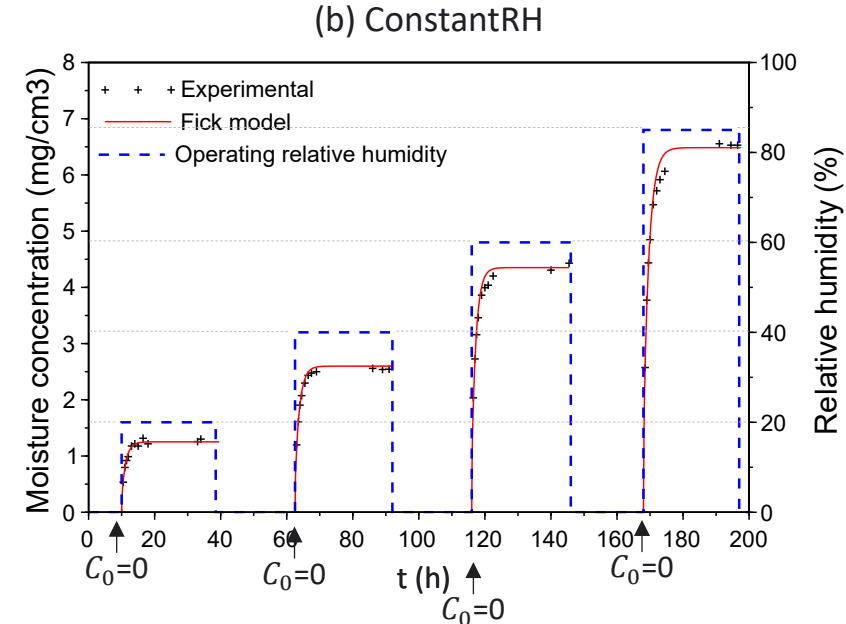 (b) ConstantRH
Moisture concentration (mg/cm3)
8
7
6
5
4
3
2
1
0
Experimental
Fick model
Operating relative humidity
100
80
60
40
20
0
Relative humidity (%)
0 20 40 60 80 100 120 140 160 180 200
t (h)
C₀=0
C₀=0
C₀=0
C₀=0